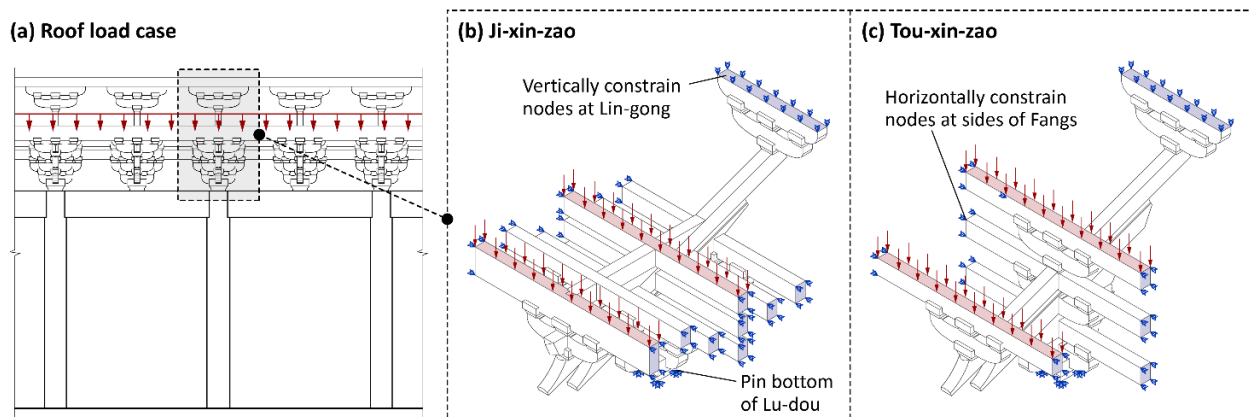 (a) Roof load case
(b) Ji-xin-zao
Vertically constrain
nodes at Lin-gong
Pin bottom
of Lu-dou
(c) Tou-xin-zao
Horizontally constrain
nodes at sides of Fangs